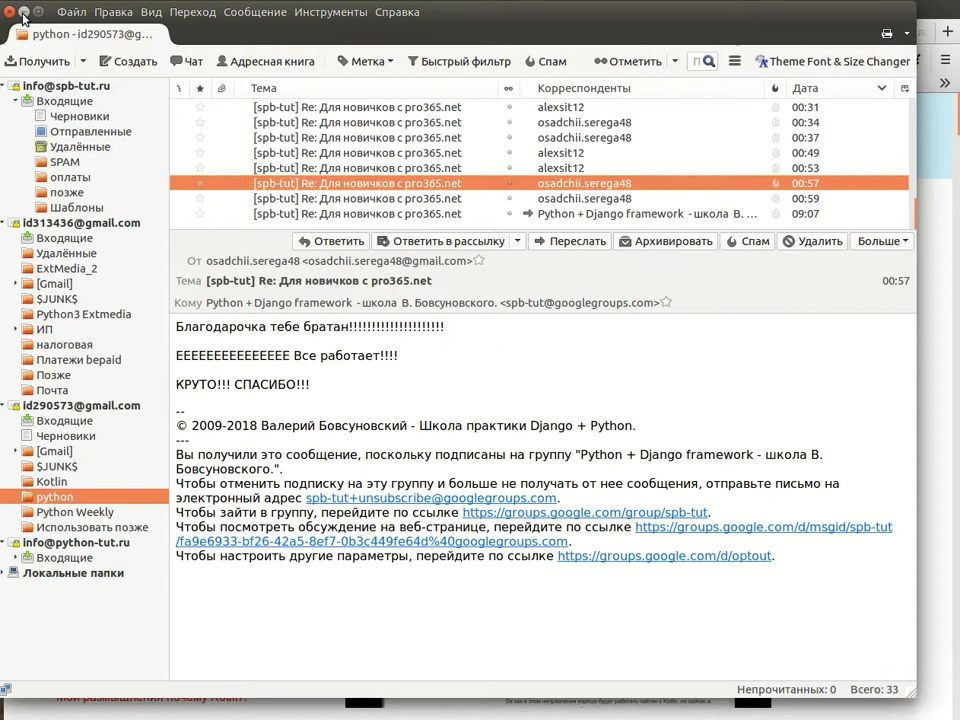 Файл Правка Вид Переход Сообщение Инструменты Справка
python - id290573@g...
Получить Создать Чат Адресная книга Метка Быстрый фильтр Спам Отметить Theme Font & Size Changer
Тема Корреспонденты Дата
[spb-tut] Re: Для новичков с pro365.net alexsit12 00:31
[spb-tut] Re: Для новичков с pro365.net osadchii.serega48 00:34
[spb-tut] Re: Для новичков с pro365.net osadchii.serega48 00:37
[spb-tut] Re: Для новичков с pro365.net alexsit12 00:49
[spb-tut] Re: Для новичков с pro365.net alexsit12 00:53
[spb-tut] Re: Для новичков с pro365.net osadchii.serega48 00:57
[spb-tut] Re: Для новичков с pro365.net osadchii.serega48 00:59
[spb-tut] Re: Для новичков с pro365.net Python + Django framework - школа В. ... 09:07
info@spb-tut.ru
Входящие
Черновики
Отправленные
Удалённые
SPAM
оплаты
позже
Шаблоны
id313436@gmail.com
Входящие
Удалённые
ExtMedia_2
[Gmail]
$JUNK$
Python3 Extmedia
ИП
налоговая
Платежи bepaid
Позже
Почта
id290573@gmail.com
Входящие
Черновики
[Gmail]
$JUNK$
Kotlin
python
Python Weekly
Использовать позже
info@python-tut.ru
Входящие
Локальные папки
Ответить Ответить в рассылку Переслать Архивировать Спам Удалить Больше
От osadchii.serega48 <osadchii.serega48@gmail.com>
Тема [spb-tut] Re: Для новичков с pro365.net 00:57
Кому Python + Django framework - школа В. Бовсуновского. <spb-tut@googlegroups.com>
Благодарочка тебе братан!!!!!!!!!!!!!!!!!!!!!
ЕЕЕЕЕЕЕЕЕЕЕЕЕЕЕ Все работает!!!!
КРУТО!!! СПАСИБО!!!
--
© 2009-2018 Валерий Бовсуновский - Школа практики Django + Python.
---
Вы получили это сообщение, поскольку подписаны на группу "Python + Django framework - школа В.
Бовсуновского.".
Чтобы отменить подписку на эту группу и больше не получать от нее сообщения, отправьте письмо на
электронный адрес spb-tut+unsubscribe@googlegroups.com.
Чтобы зайти в группу, перейдите по ссылке https://groups.google.com/group/spb-tut.
Чтобы посмотреть обсуждение на веб-странице, перейдите по ссылке https://groups.google.com/d/msgid/spb-tut
/fa9e6933-bf26-42a5-8ef7-0b3c449fe64d%40googlegroups.com.
Чтобы настроить другие параметры, перейдите по ссылке https://groups.google.com/d/optout.
Непрочитанных: 0 Всего: 33